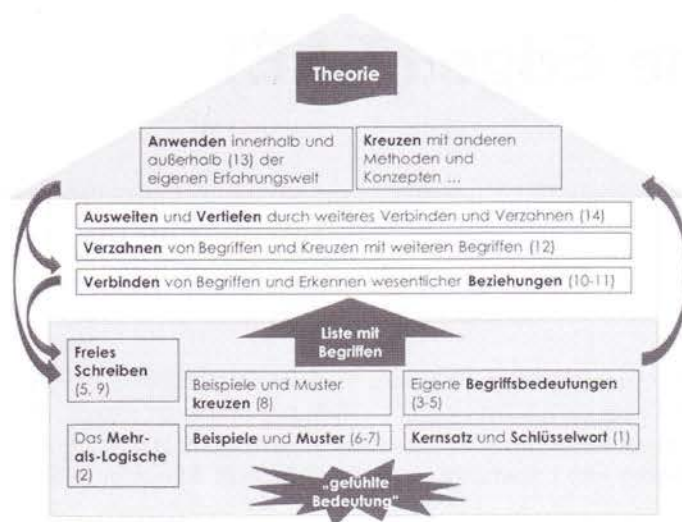 Theorie
Anwenden innerhalb und
außerhalb (13) der
eigenen Erfahrungswelt
Kreuzen mit anderen
Methoden und
Konzepten ...
Ausweiten und Vertiefen durch weiteres Verbinden und Verzahnen (14)
Verzahnen von Begriffen und Kreuzen mit weiteren Begriffen (12)
Verbinden von Begriffen und Erkennen wesentlicher Beziehungen (10-11)
Liste mit
Begriffen
Freies
Schreiben
(5, 9)
Beispiele und Muster
kreuzen (8)
Eigene Begriffsbedeutungen
(3-5)
Das Mehr-
als-Logische
(2)
Beispiele und Muster (6-7)
Kernsatz und Schlüsselwort (1)
„gefühlte
Bedeutung"